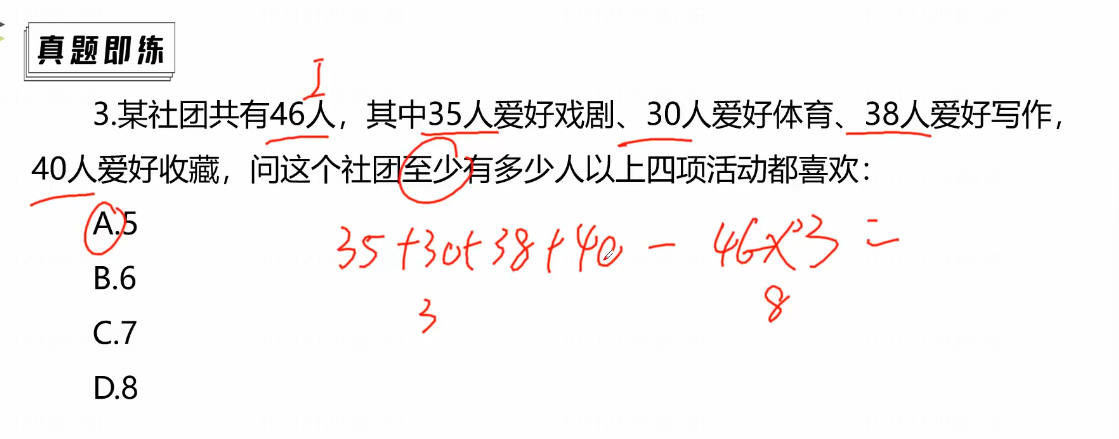 真题即练
I
3.某社团共有46人，其中35人爱好戏剧、30人爱好体育、38人爱好写作，
40人爱好收藏，问这个社团至少有多少人以上四项活动都喜欢：
A.5
35+30+38+40-46×3=
B.6
3 8
C.7
D.8